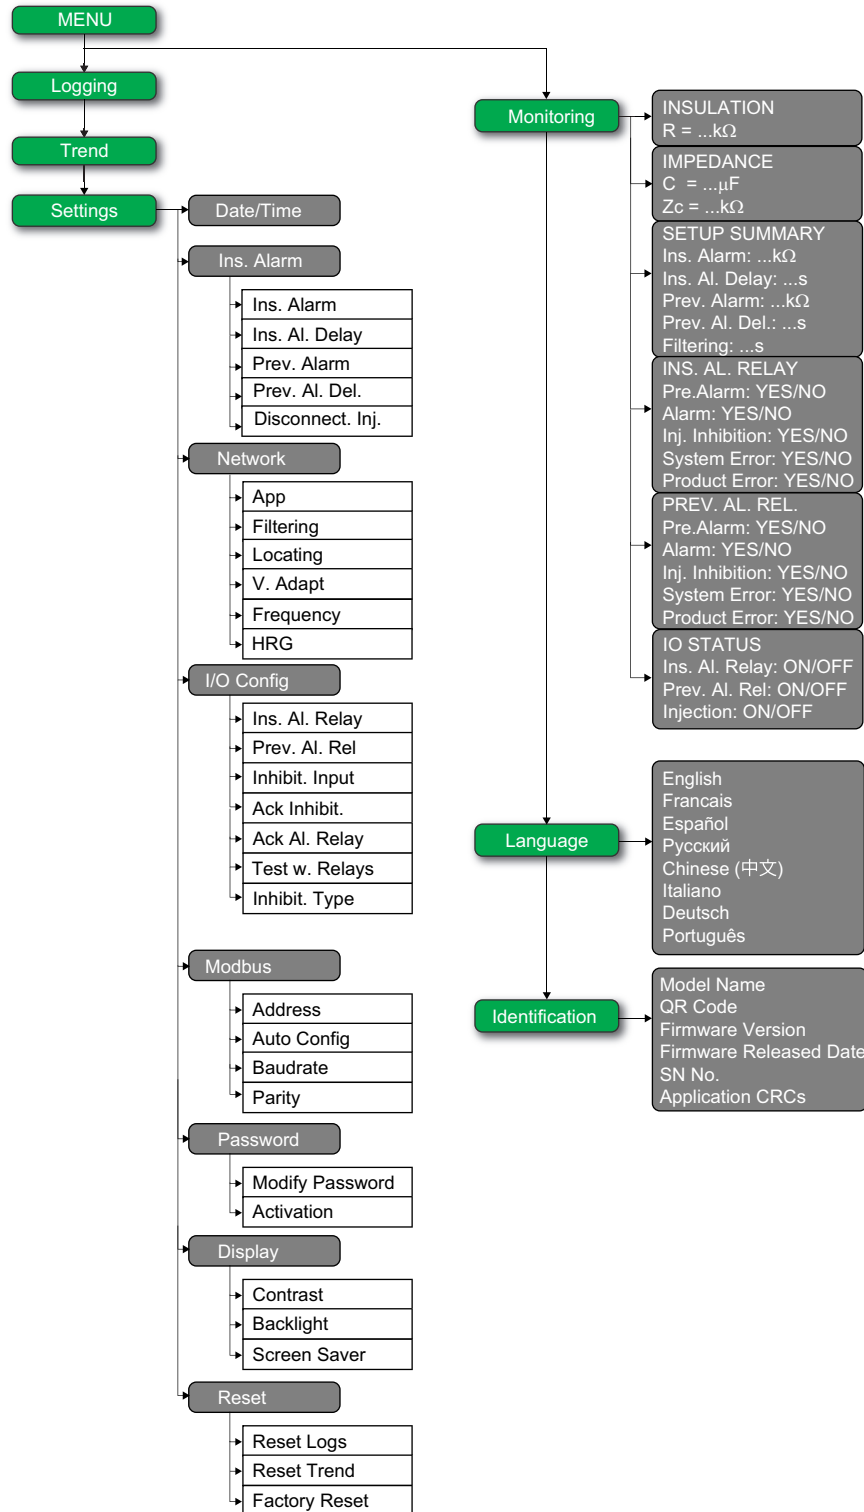 MENU
Logging
Trend
Settings
Date/Time
Ins. Alarm
Ins. Alarm
Ins. Al. Delay
Prev. Alarm
Prev. Al. Del.
Disconnect. Inj.
Network
App
Filtering
Locating
V. Adapt
Frequency
HRG
I/O Config
Ins. Al. Relay
Prev. Al. Rel
Inhibit. Input
Ack Inhibit.
Ack Al. Relay
Test w. Relays
Inhibit. Type
Modbus
Address
Auto Config
Baudrate
Parity
Password
Modify Password
Activation
Display
Contrast
Backlight
Screen Saver
Reset
Reset Logs
Reset Trend
Factory Reset
Monitoring
INSULATION
R = ...kΩ
IMPEDANCE
C = ...µF
Zc = ...kΩ
SETUP SUMMARY
Ins. Alarm: ...kΩ
Ins. Al. Delay: ...s
Prev. Alarm: ...kΩ
Prev. Al. Del.: ...s
Filtering: ...s
INS. AL. RELAY
Pre.Alarm: YES/NO
Alarm: YES/NO
Inj. Inhibition: YES/NO
System Error: YES/NO
Product Error: YES/NO
PREV. AL. REL.
Pre.Alarm: YES/NO
Alarm: YES/NO
Inj. Inhibition: YES/NO
System Error: YES/NO
Product Error: YES/NO
IO STATUS
Ins. Al. Relay: ON/OFF
Prev. Al. Rel: ON/OFF
Injection: ON/OFF
Language
English
Francais
Español
Русский
Chinese (中文)
Italiano
Deutsch
Português
Identification
Model Name
QR Code
Firmware Version
Firmware Released Date
SN No.
Application CRCs